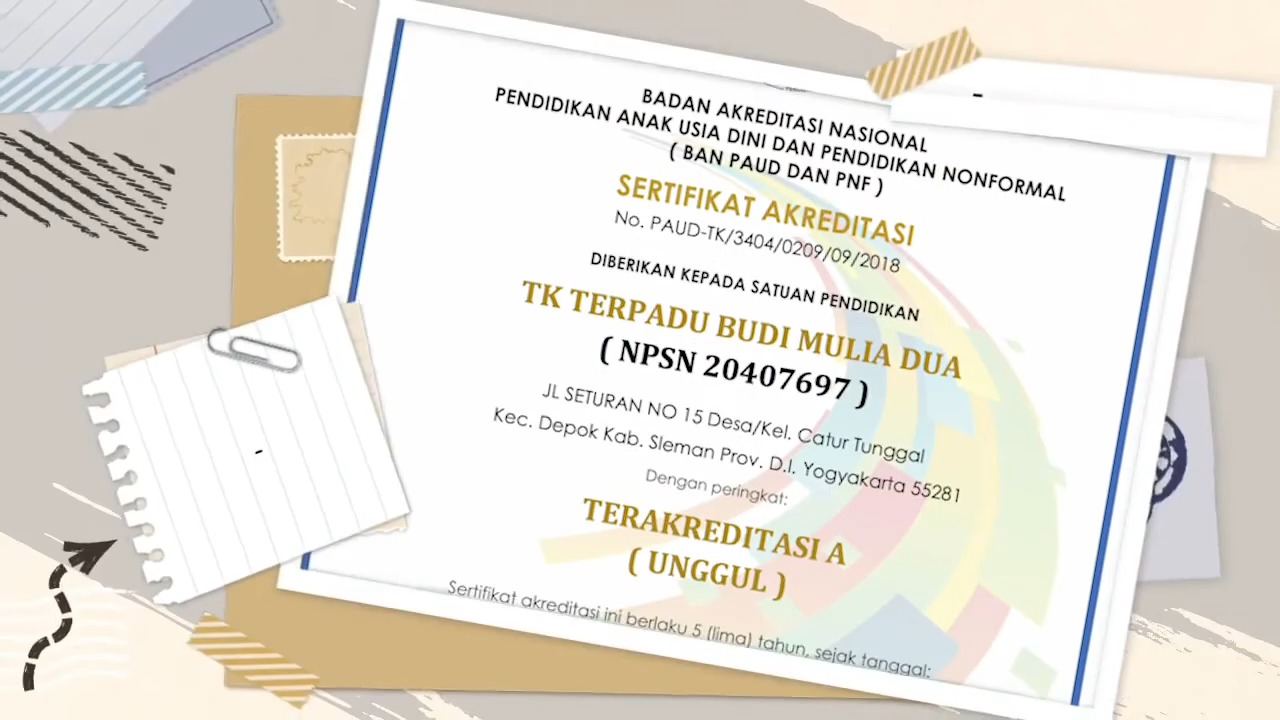 BADAN AKREDITASI NASIONAL
PENDIDIKAN ANAK USIA DINI DAN PENDIDIKAN NONFORMAL
( BAN PAUD DAN PNF )
SERTIFIKAT AKREDITASI
No. PAUD-TK/3404/0209/09/2018
DIBERIKAN KEPADA SATUAN PENDIDIKAN
TK TERPADU BUDI MULIA DUA
( NPSN 20407697 )
JL SETURAN NO 15 Desa/Kel. Catur Tunggal
Kec. Depok Kab. Sleman Prov. D.I. Yogyakarta 55281
Dengan peringkat:
TERAKREDITASI A
( UNGGUL )
Sertifikat akreditasi ini berlaku 5 (lima) tahun, sejak tanggal:
-
-